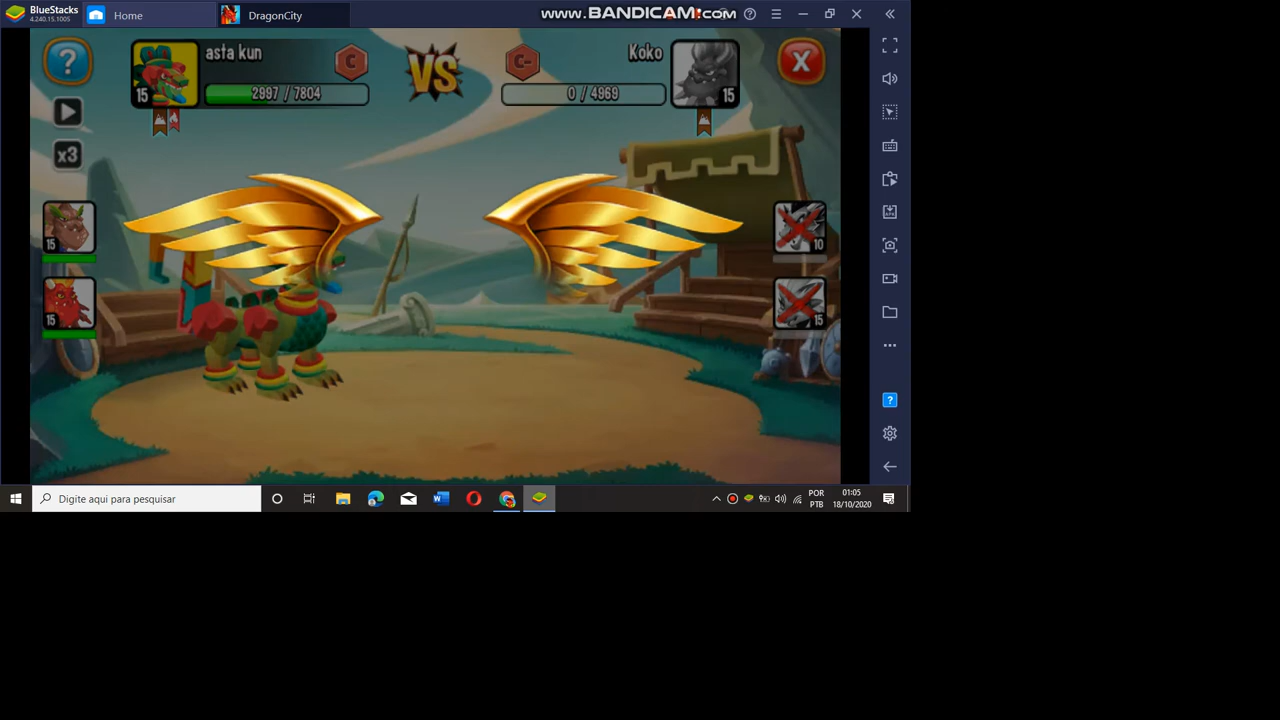 BlueStacks
4.240.15.1005
Home
DragonCity
www.BANDICAM.com
?
asta kun
C
VS
C-
Koko
X
15
2997 / 7804
0 / 4969
15
x3
15
10
15
15
?
Digite aqui para pesquisar
POR
PTB
01:05
18/10/2020